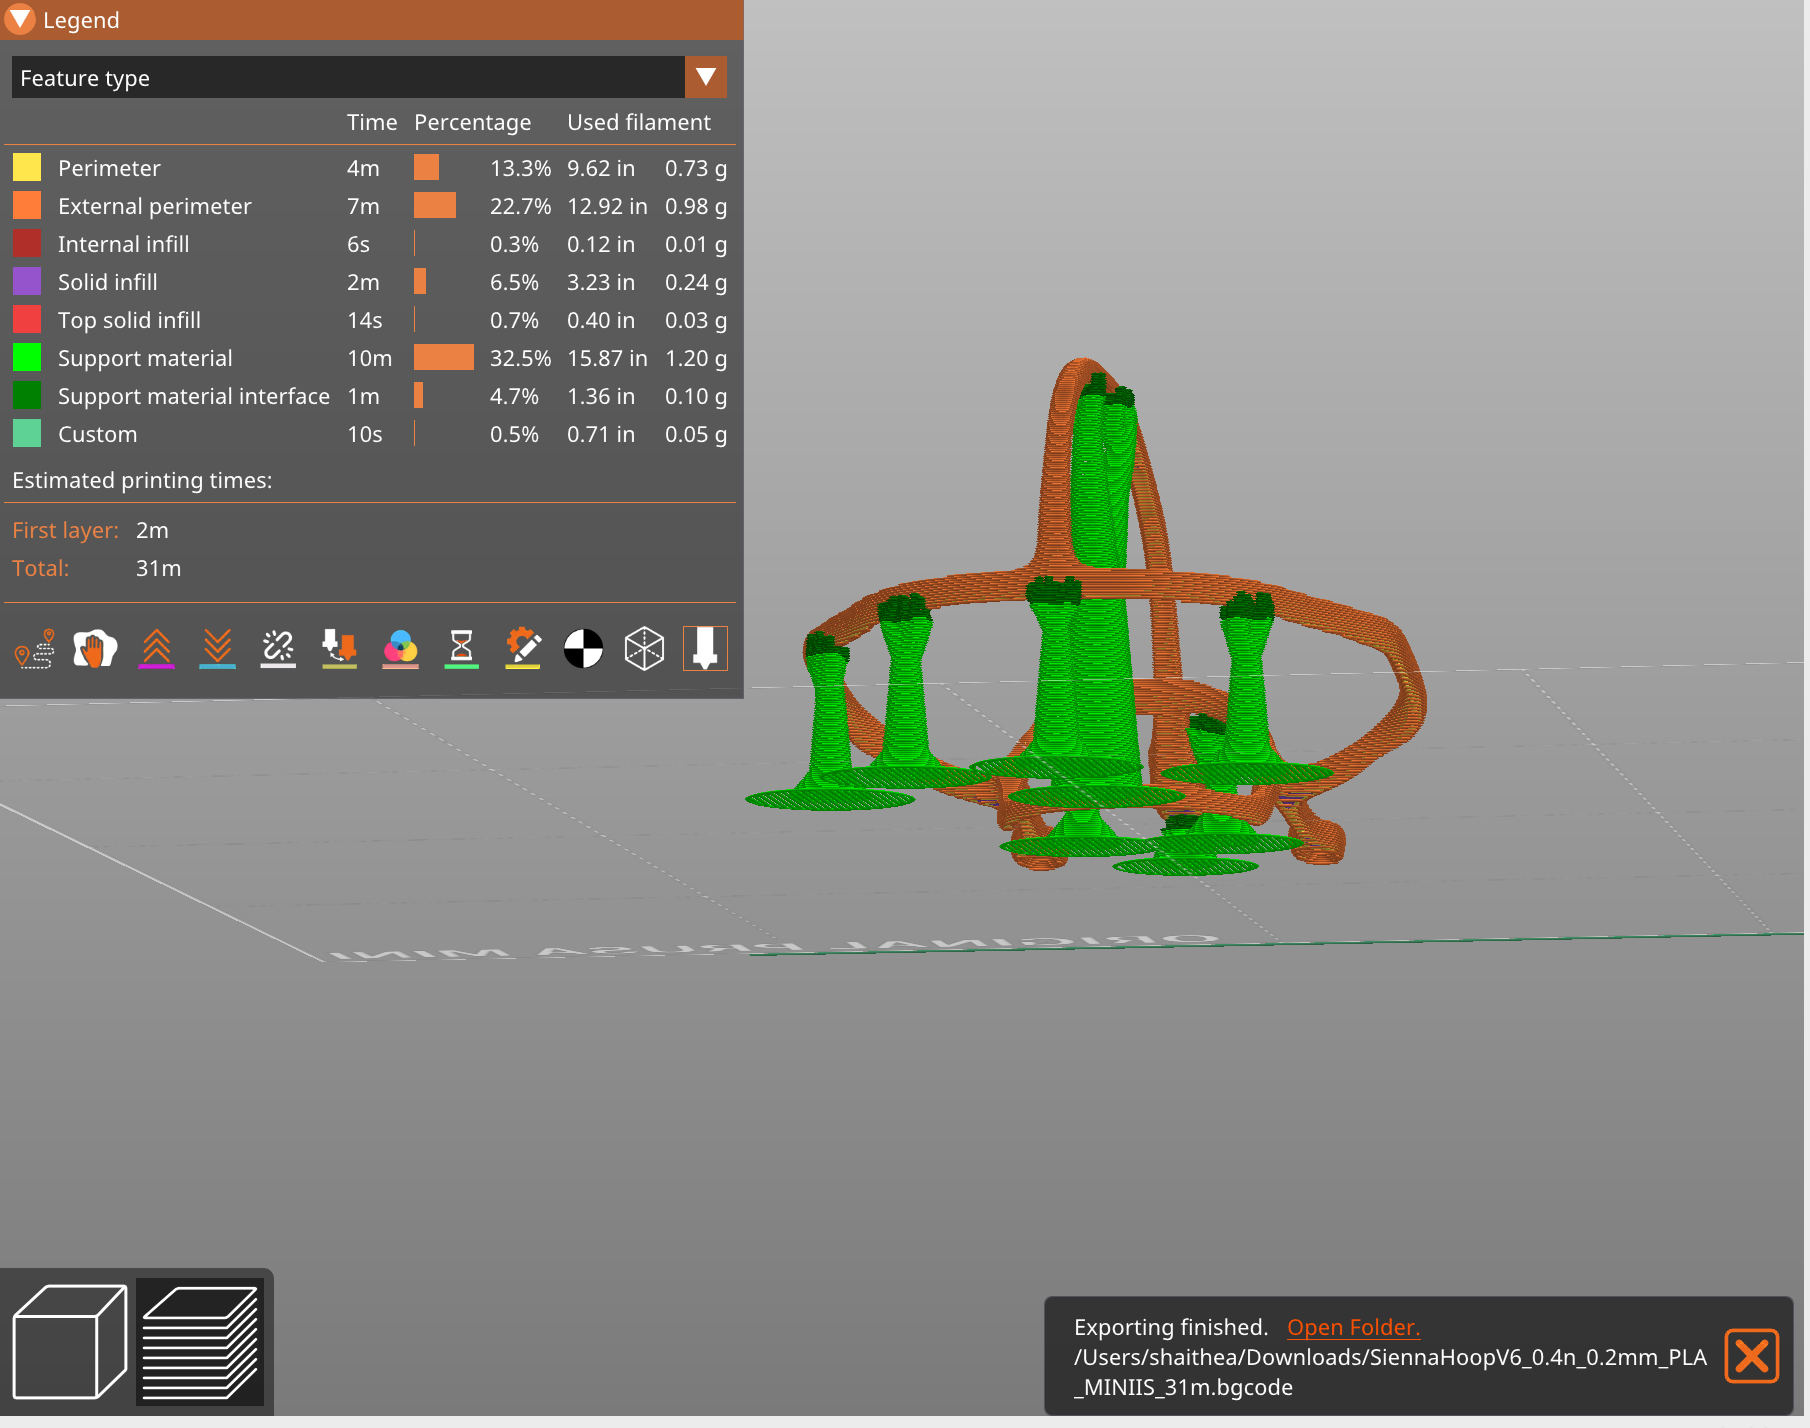 Legend
Feature type
Time Percentage Used filament
Perimeter 4m 13.3% 9.62 in 0.73 g
External perimeter 7m 22.7% 12.92 in 0.98 g
Internal infill 6s 0.3% 0.12 in 0.01 g
Solid infill 2m 6.5% 3.23 in 0.24 g
Top solid infill 14s 0.7% 0.40 in 0.03 g
Support material 10m 32.5% 15.87 in 1.20 g
Support material interface 1m 4.7% 1.36 in 0.10 g
Custom 10s 0.5% 0.71 in 0.05 g
Estimated printing times:
First layer: 2m
Total: 31m
ORIGINAL PRUSA MINI
Exporting finished. Open Folder.
/Users/shaithea/Downloads/SiennaHoopV6_0.4n_0.2mm_PLA
_MINIIS_31m.bgcode